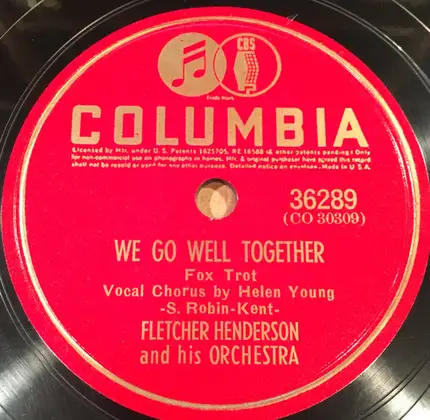 CBS
Trade Mark
COLUMBIA
Licensed by Mfr. under U.S. Patents 1625705, RE 16588 (& other patents pending) Only
for non-commercial use on phonographs in homes. Mfr. & original purchaser have agreed this record
shall not be resold or used for any other purpose. Detailed notice on envelope. Made in U.S.A.
36289
(CO 30309)
WE GO WELL TOGETHER
Fox Trot
Vocal Chorus by Helen Young
-S. Robin-Kent-
FLETCHER HENDERSON
and his ORCHESTRA